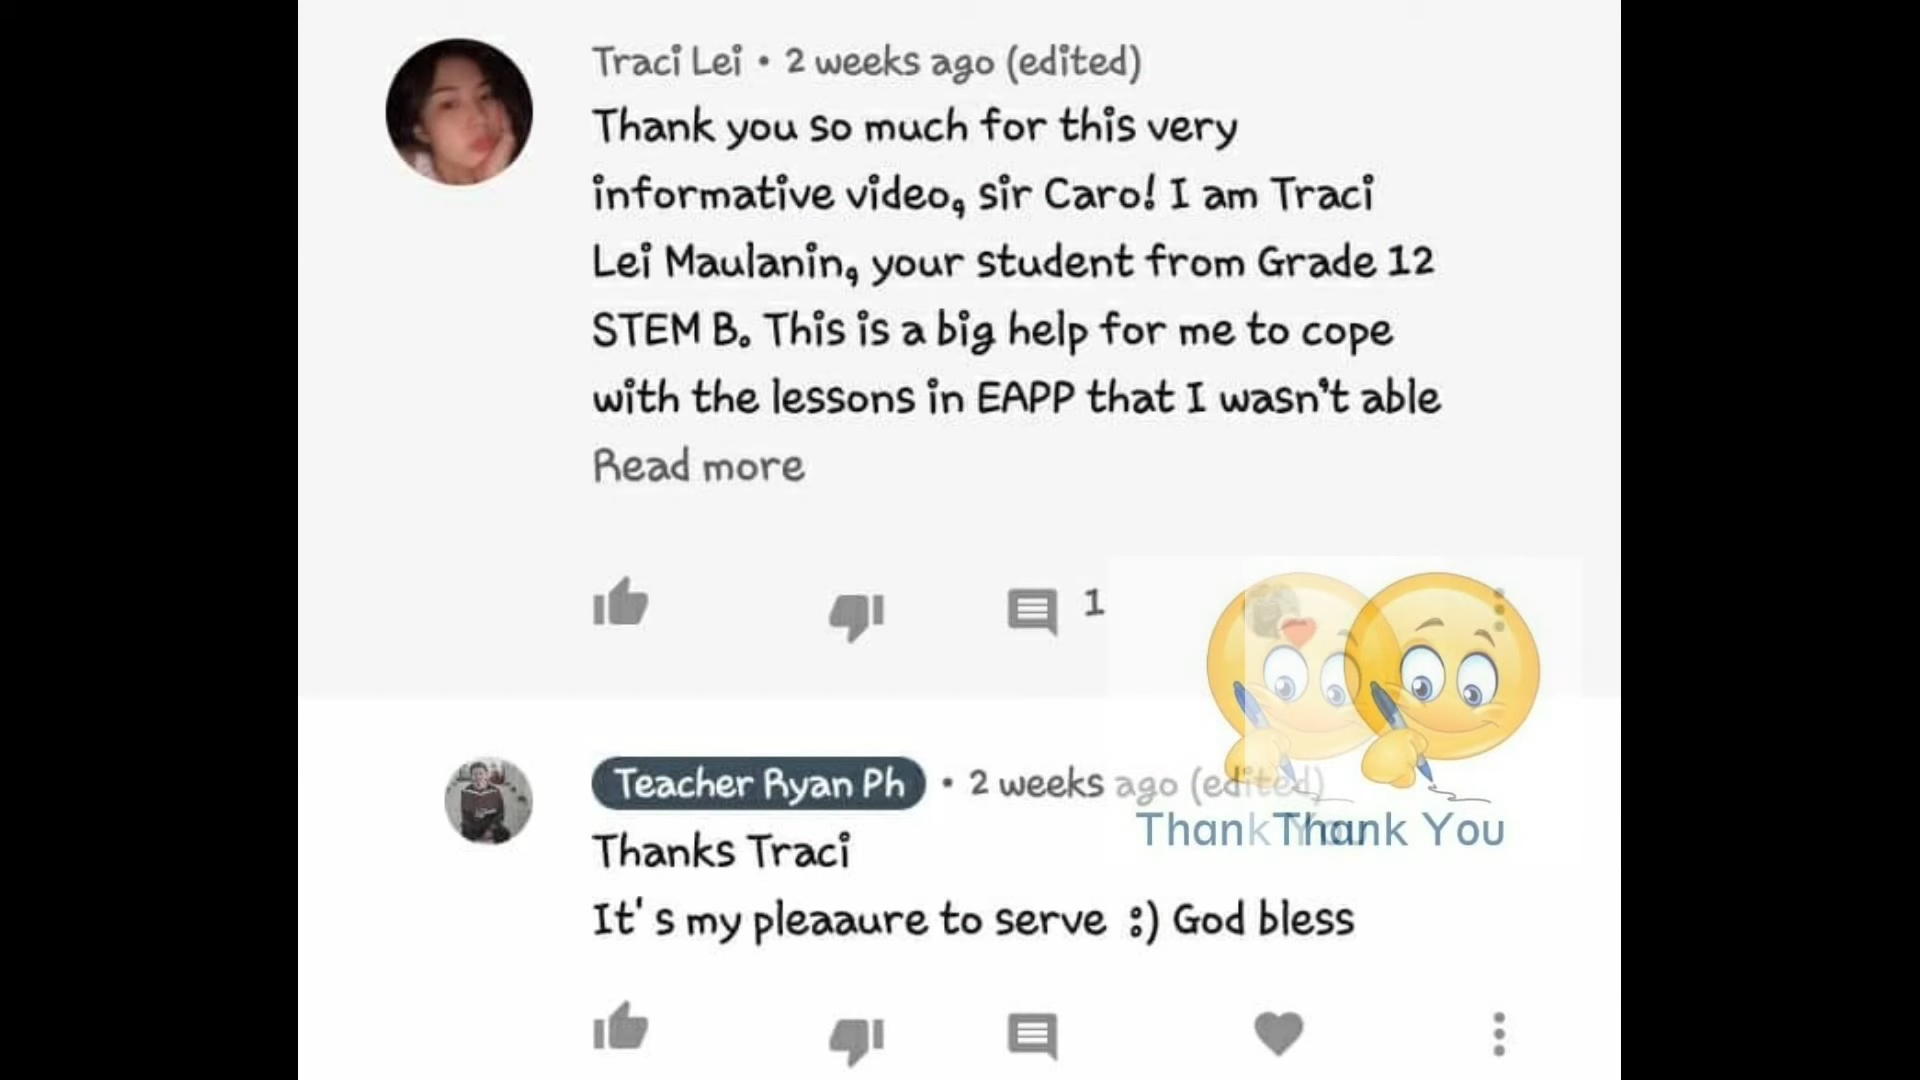 Traci Lei • 2 weeks ago (edited)
Thank you so much for this very
informative video, sir Caro! I am Traci
Lei Maulanin, your student from Grade 12
STEM B. This is a big help for me to cope
with the lessons in EAPP that I wasn't able
Read more
1
Teacher Ryan Ph • 2 weeks ago (edited)
Thank You
Thank You
Thanks Traci
It's my pleaaure to serve :) God bless